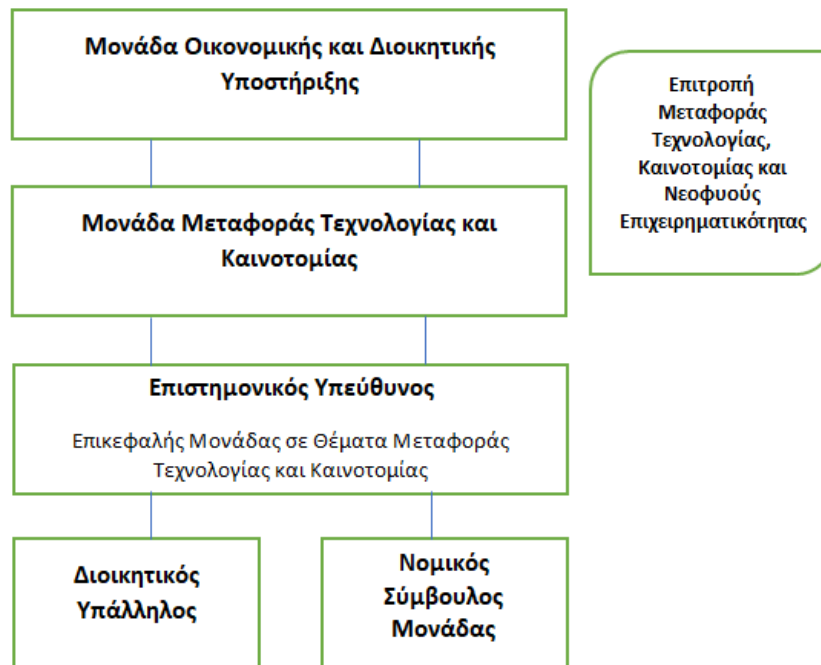 Μονάδα Οικονομικής και Διοικητικής
Υποστήριξης
Επιτροπή
Μεταφοράς
Τεχνολογίας,
Καινοτομίας και
Νεοφυούς
Επιχειρηματικότητας
Μονάδα Μεταφοράς Τεχνολογίας και
Καινοτομίας
Επιστημονικός Υπεύθυνος
Επικεφαλής Μονάδας σε Θέματα Μεταφοράς
Τεχνολογίας και Καινοτομίας
Διοικητικός
Υπάλληλος
Νομικός
Σύμβουλος
Μονάδας